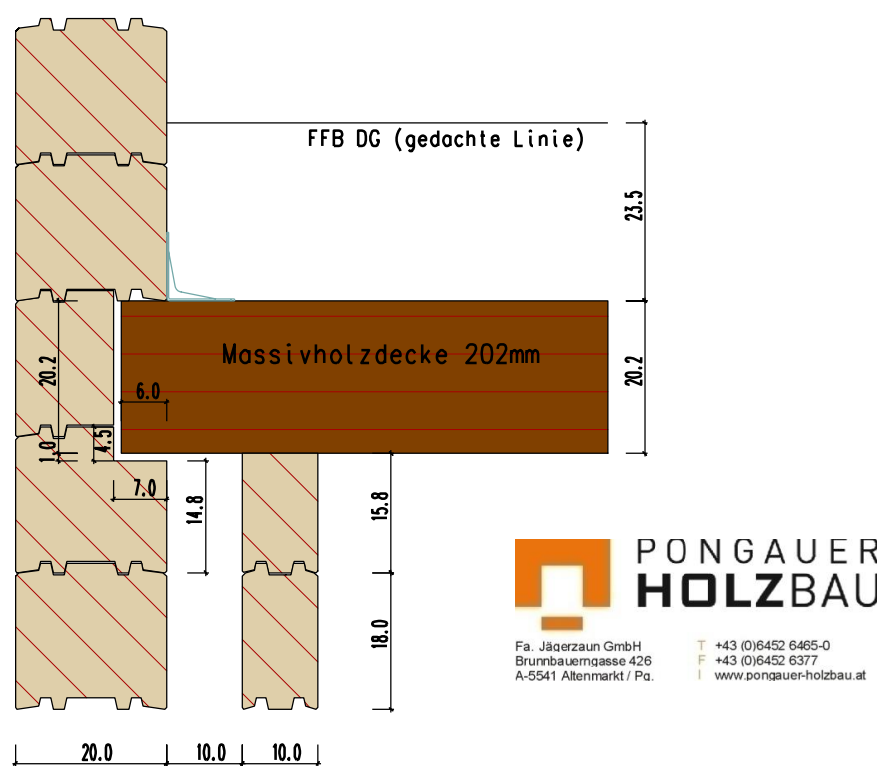 FFB DG (gedachte Linie)
23.5
Massivholzdecke 202mm
20.2
20.2
6.0
1.0
4.5
7.0
14.8
15.8
18.0
20.0
10.0
10.0
PONGAUER
HOLZBAU
Fa. Jägerzaun GmbH
Brunnbauerngasse 426
A-5541 Altenmarkt / Pg.
T +43 (0)6452 6465-0
F +43 (0)6452 6377
I www.pongauer-holzbau.at